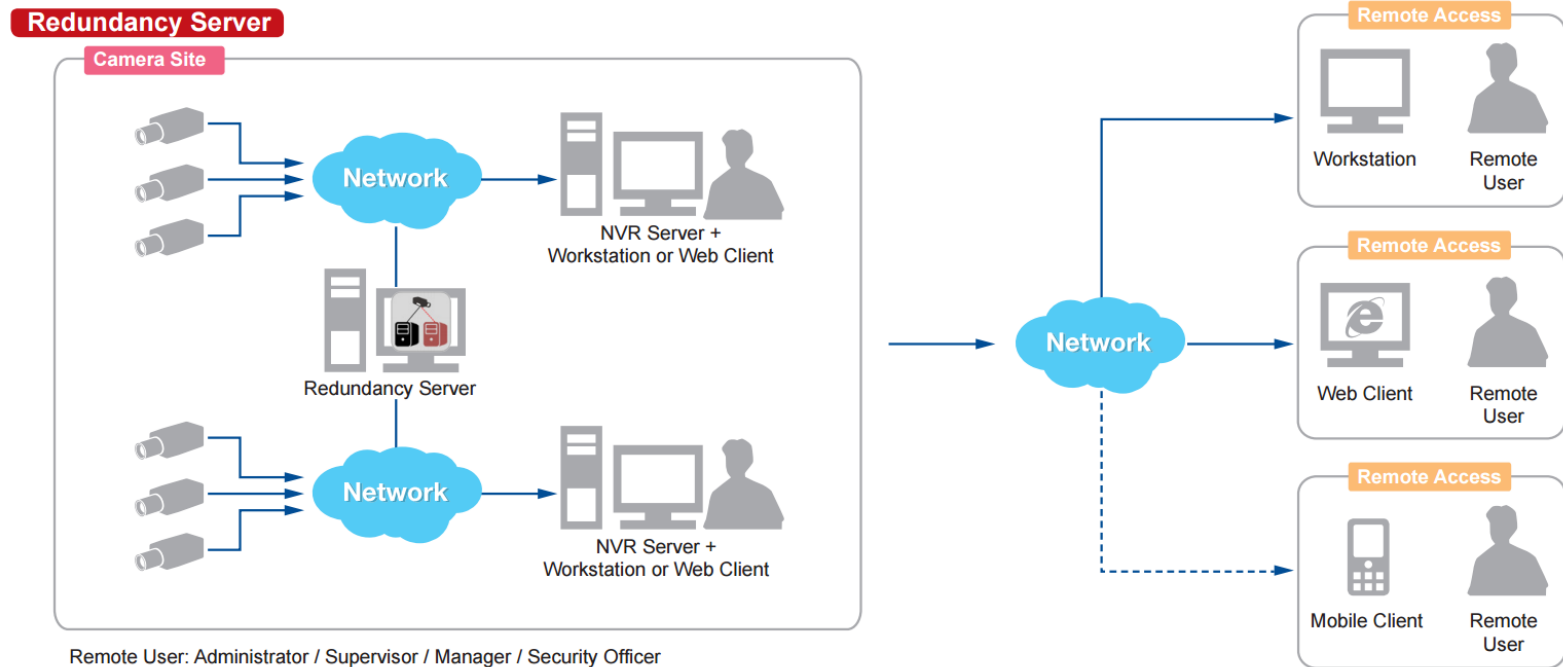 Redundancy Server
Camera Site
Network
NVR Server +
Workstation or Web Client
Redundancy Server
Network
NVR Server +
Workstation or Web Client
Remote User: Administrator / Supervisor / Manager / Security Officer
Network
Remote Access
Workstation
Remote
User
Remote Access
Web Client
Remote
User
Remote Access
Mobile Client
Remote
User